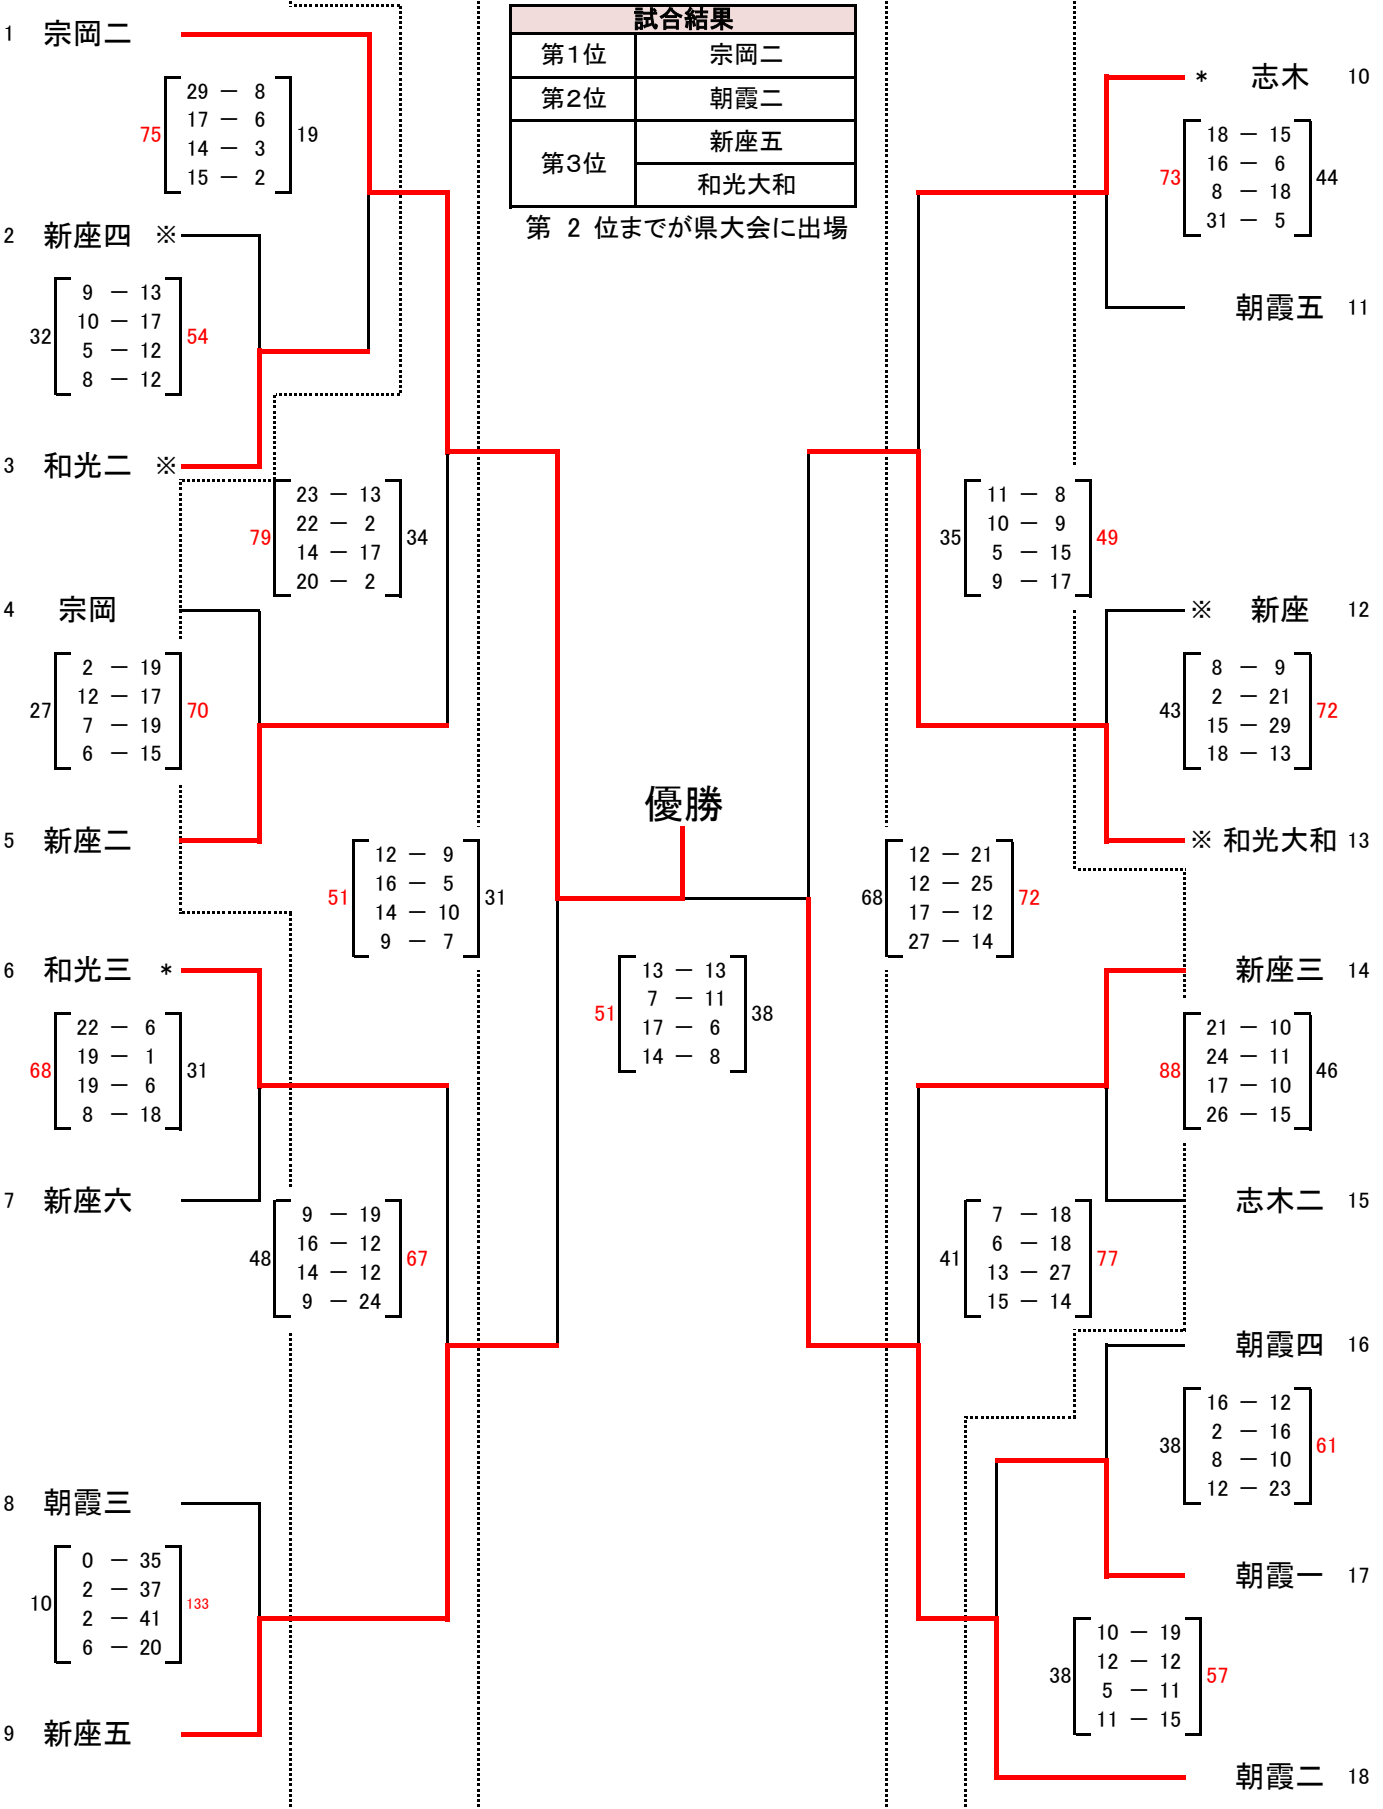 試合結果
第1位 宗岡二
第2位 朝霞二
第3位 新座五
和光大和
第 2 位までが県大会に出場
優勝
1 宗岡二
75 19
29 － 8
17 － 6
14 － 3
15 － 2
2 新座四 ※
32 54
9 － 13
10 － 17
5 － 12
8 － 12
3 和光二 ※
79 34
23 － 13
22 － 2
14 － 17
20 － 2
4 宗岡
27 70
2 － 19
12 － 17
7 － 19
6 － 15
5 新座二
51 31
12 － 9
16 － 5
14 － 10
9 － 7
6 和光三 *
68 31
22 － 6
19 － 1
19 － 6
8 － 18
7 新座六
48 67
9 － 19
16 － 12
14 － 12
9 － 24
8 朝霞三
10 133
0 － 35
2 － 37
2 － 41
6 － 20
9 新座五
51 38
13 － 13
7 － 11
17 － 6
14 － 8
* 志木 10
73 44
18 － 15
16 － 6
8 － 18
31 － 5
朝霞五 11
35 49
11 － 8
10 － 9
5 － 15
9 － 17
※ 新座 12
43 72
8 － 9
2 － 21
15 － 29
18 － 13
※ 和光大和 13
68 72
12 － 21
12 － 25
17 － 12
27 － 14
新座三 14
88 46
21 － 10
24 － 11
17 － 10
26 － 15
志木二 15
41 77
7 － 18
6 － 18
13 － 27
15 － 14
朝霞四 16
38 61
16 － 12
2 － 16
8 － 10
12 － 23
朝霞一 17
38 57
10 － 19
12 － 12
5 － 11
11 － 15
朝霞二 18